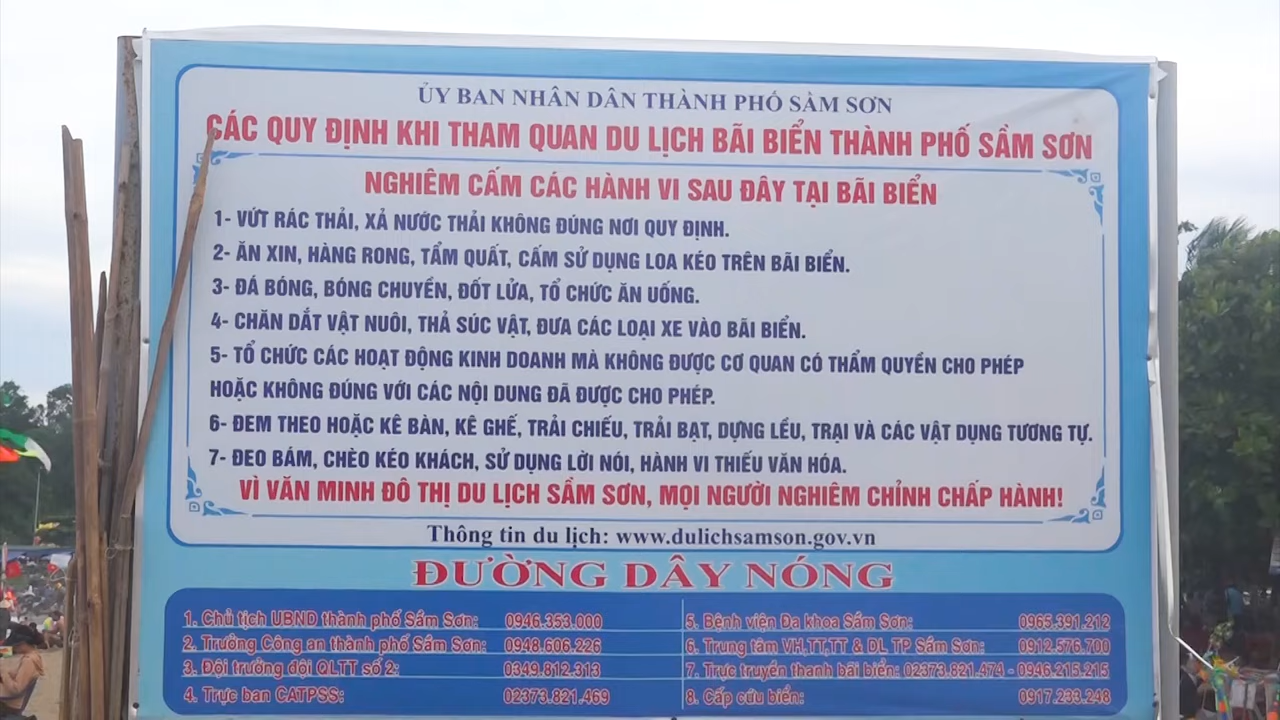 ỦY BAN NHÂN DÂN THÀNH PHỐ SẦM SƠN
CÁC QUY ĐỊNH KHI THAM QUAN DU LỊCH BÃI BIỂN THÀNH PHỐ SẦM SƠN
NGHIÊM CẤM CÁC HÀNH VI SAU ĐÂY TẠI BÃI BIỂN
1- VỨT RÁC THẢI, XẢ NƯỚC THẢI KHÔNG ĐÚNG NƠI QUY ĐỊNH.
2- ĂN XIN, HÀNG RONG, TẨM QUẤT, CẤM SỬ DỤNG LOA KÉO TRÊN BÃI BIỂN.
3- ĐÁ BÓNG, BÓNG CHUYỀN, ĐỐT LỬA, TỔ CHỨC ĂN UỐNG.
4- CHĂN DẮT VẬT NUÔI, THẢ SÚC VẬT, ĐƯA CÁC LOẠI XE VÀO BÃI BIỂN.
5- TỔ CHỨC CÁC HOẠT ĐỘNG KINH DOANH MÀ KHÔNG ĐƯỢC CƠ QUAN CÓ THẨM QUYỀN CHO PHÉP
HOẶC KHÔNG ĐÚNG VỚI CÁC NỘI DUNG ĐÃ ĐƯỢC CHO PHÉP.
6- ĐEM THEO HOẶC KÊ BÀN, KÊ GHẾ, TRẢI CHIẾU, TRẢI BẠT, DỰNG LỀU, TRẠI VÀ CÁC VẬT DỤNG TƯƠNG TỰ.
7- ĐEO BÁM, CHÈO KÉO KHÁCH, SỬ DỤNG LỜI NÓI, HÀNH VI THIẾU VĂN HÓA.
VÌ VĂN MINH ĐÔ THỊ DU LỊCH SẦM SƠN, MỌI NGƯỜI NGHIÊM CHỈNH CHẤP HÀNH!
Thông tin du lịch: www.dulichsamson.gov.vn
ĐƯỜNG DÂY NÓNG
1. Chủ tịch UBND thành phố Sầm Sơn: 0946.353.000
2. Trưởng Công an thành phố Sầm Sơn: 0948.606.226
3. Đội trưởng đội QLTT số 2: 0349.812.313
4. Trực ban CATPSS: 02373.821.469
5. Bệnh viện Đa khoa Sầm Sơn: 0965.391.212
6. Trung tâm VH,TT,TT & DL TP Sầm Sơn: 0912.576.700
7. Trực truyền thanh bãi biển: 02373.821.474 - 0946.215.215
8. Cấp cứu biển: 0917.233.248